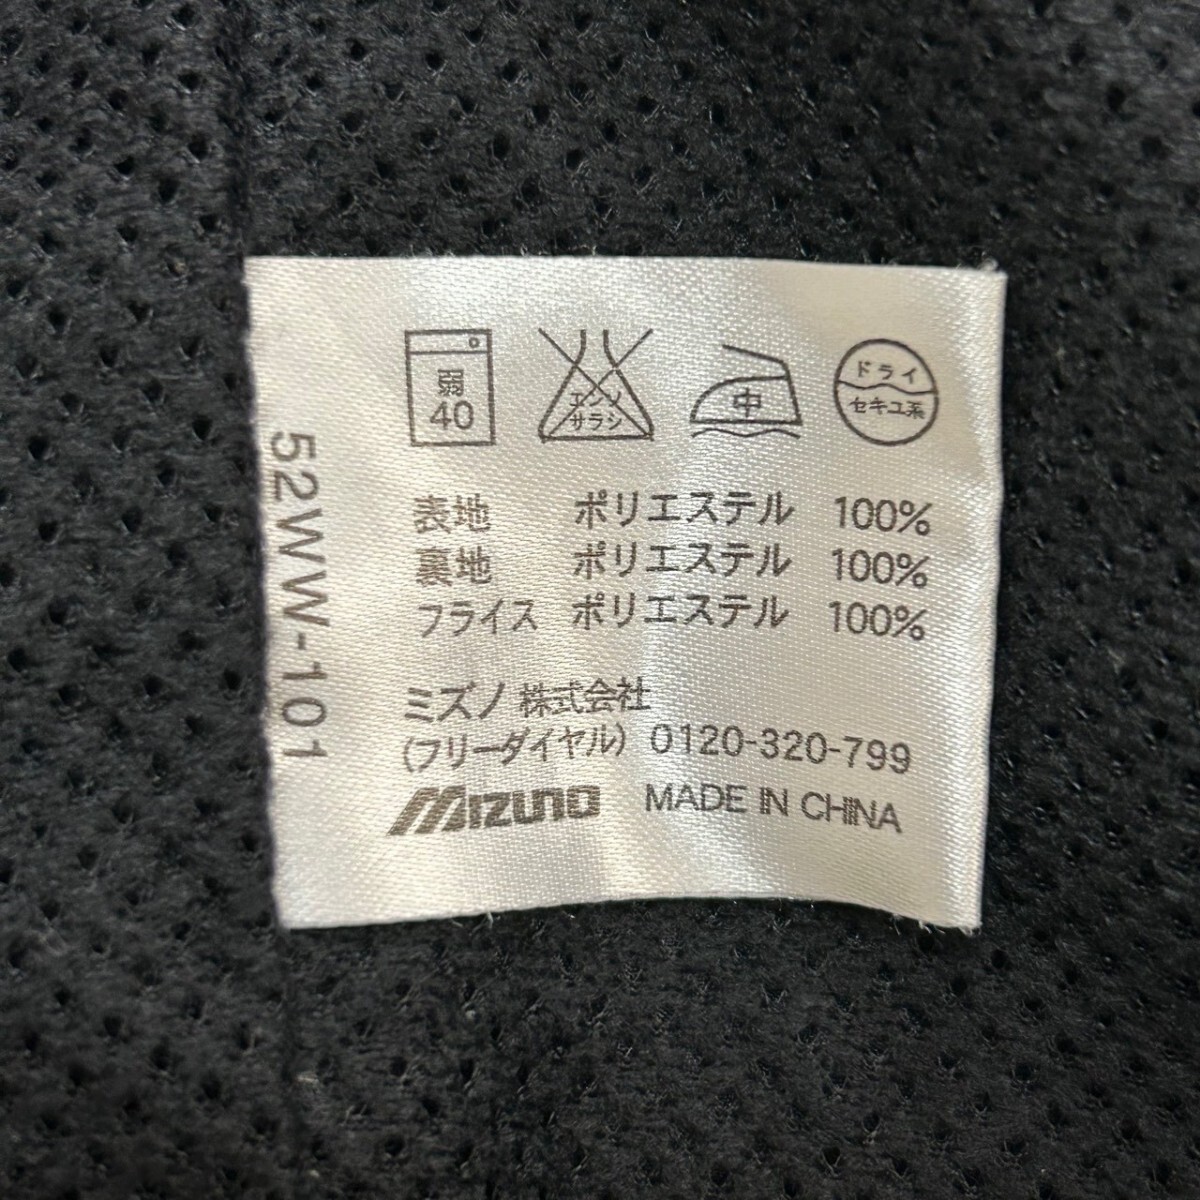 弱
40
エンソ
サラシ
中
ドライ
セキユ系
表地 ポリエステル 100%
裏地 ポリエステル 100%
フライス ポリエステル 100%
ミズノ 株式会社
(フリーダイヤル) 0120-320-799
MIZUNO MADE IN CHINA
52WW-101